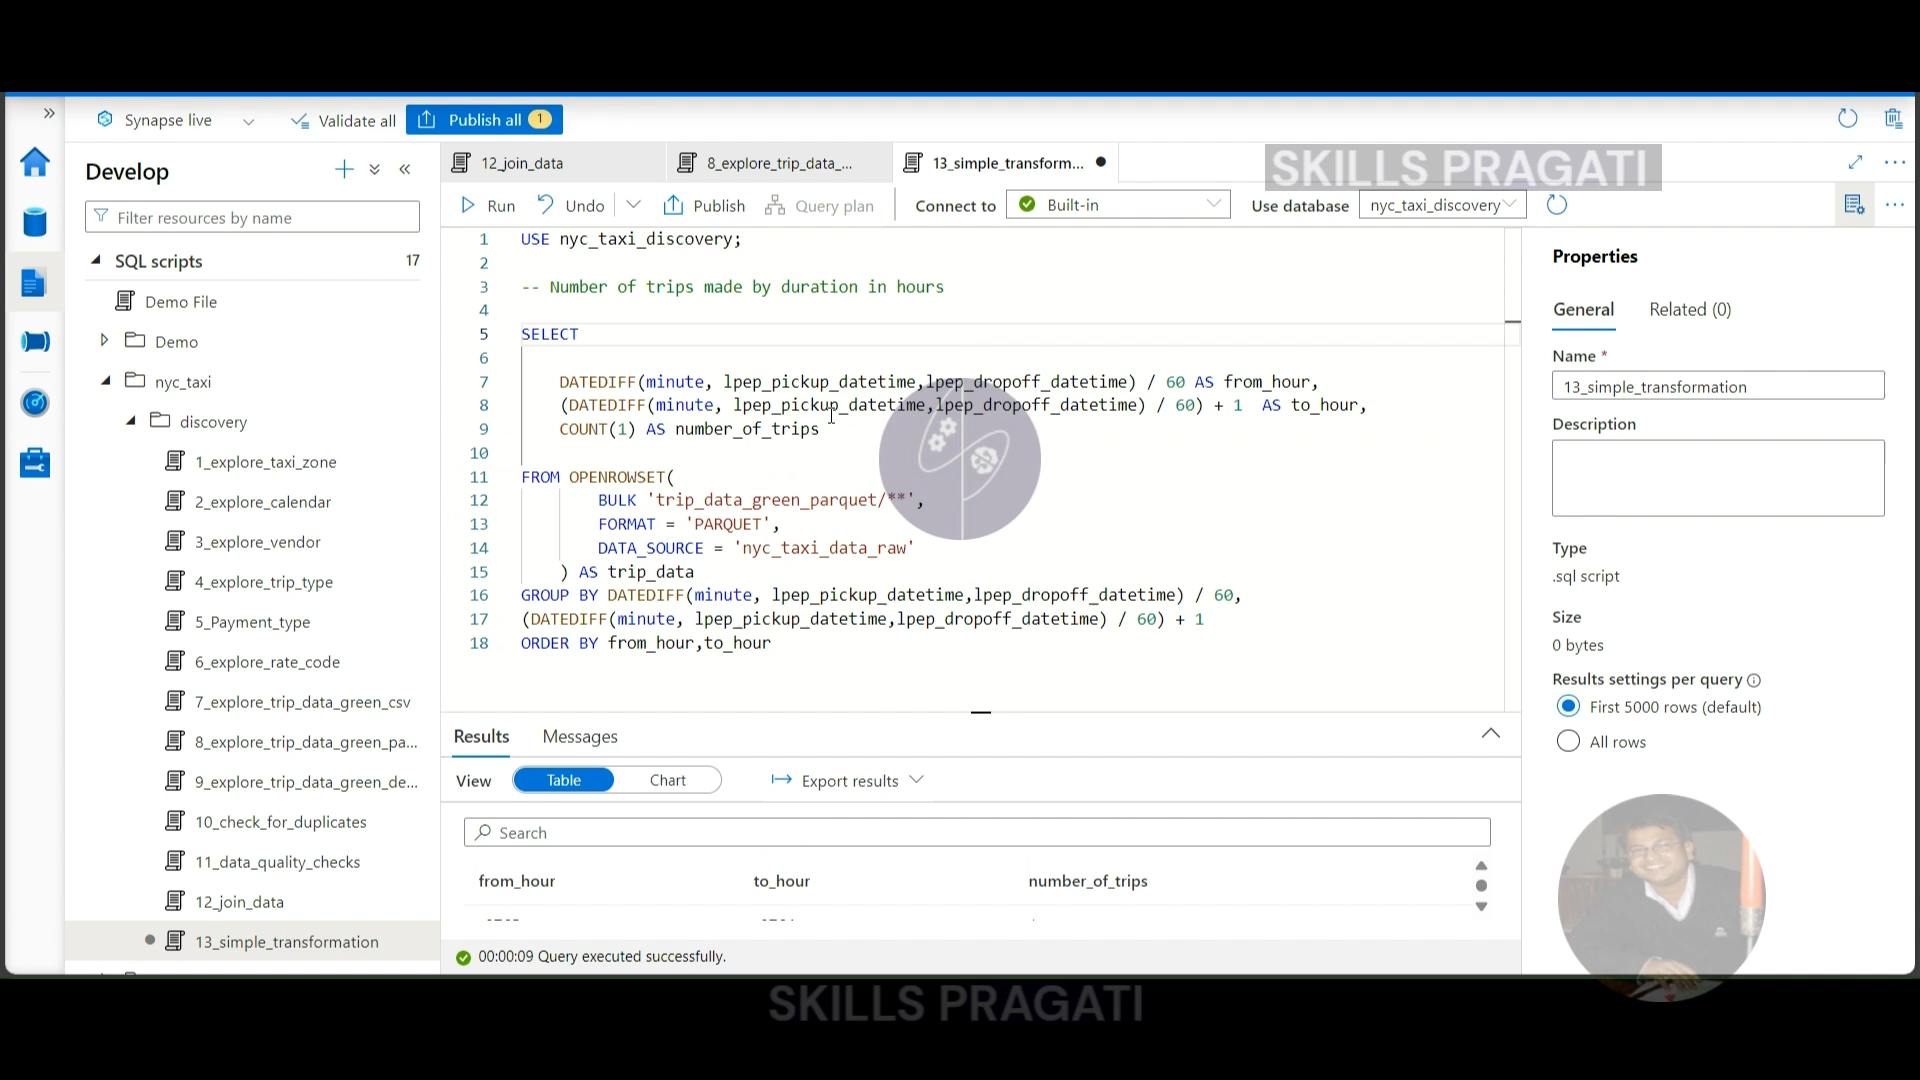 Synapse live
Validate all
Publish all 1
Develop
12_join_data
8_explore_trip_data_...
13_simple_transform...
SKILLS PRAGATI
Filter resources by name
Run
Undo
Publish
Query plan
Connect to
Built-in
Use database
nyc_taxi_discovery
SQL scripts 17
Demo File
Demo
nyc_taxi
discovery
1_explore_taxi_zone
2_explore_calendar
3_explore_vendor
4_explore_trip_type
5_Payment_type
6_explore_rate_code
7_explore_trip_data_green_csv
8_explore_trip_data_green_pa...
9_explore_trip_data_green_de...
10_check_for_duplicates
11_data_quality_checks
12_join_data
13_simple_transformation
1 USE nyc_taxi_discovery;
2
3 -- Number of trips made by duration in hours
4
5 SELECT
6
7 DATEDIFF(minute, lpep_pickup_datetime,lpep_dropoff_datetime) / 60 AS from_hour,
8 (DATEDIFF(minute, lpep_pickup_datetime,lpep_dropoff_datetime) / 60) + 1  AS to_hour,
9 COUNT(1) AS number_of_trips
10
11 FROM OPENROWSET(
12 BULK 'trip_data_green_parquet/**',
13 FORMAT = 'PARQUET',
14 DATA_SOURCE = 'nyc_taxi_data_raw'
15 ) AS trip_data
16 GROUP BY DATEDIFF(minute, lpep_pickup_datetime,lpep_dropoff_datetime) / 60,
17 (DATEDIFF(minute, lpep_pickup_datetime,lpep_dropoff_datetime) / 60) + 1
18 ORDER BY from_hour,to_hour
Results
Messages
View
Table
Chart
Export results
Search
from_hour to_hour number_of_trips
00:00:09 Query executed successfully.
Properties
General
Related (0)
Name *
13_simple_transformation
Description
Type
.sql script
Size
0 bytes
Results settings per query
First 5000 rows (default)
All rows
SKILLS PRAGATI